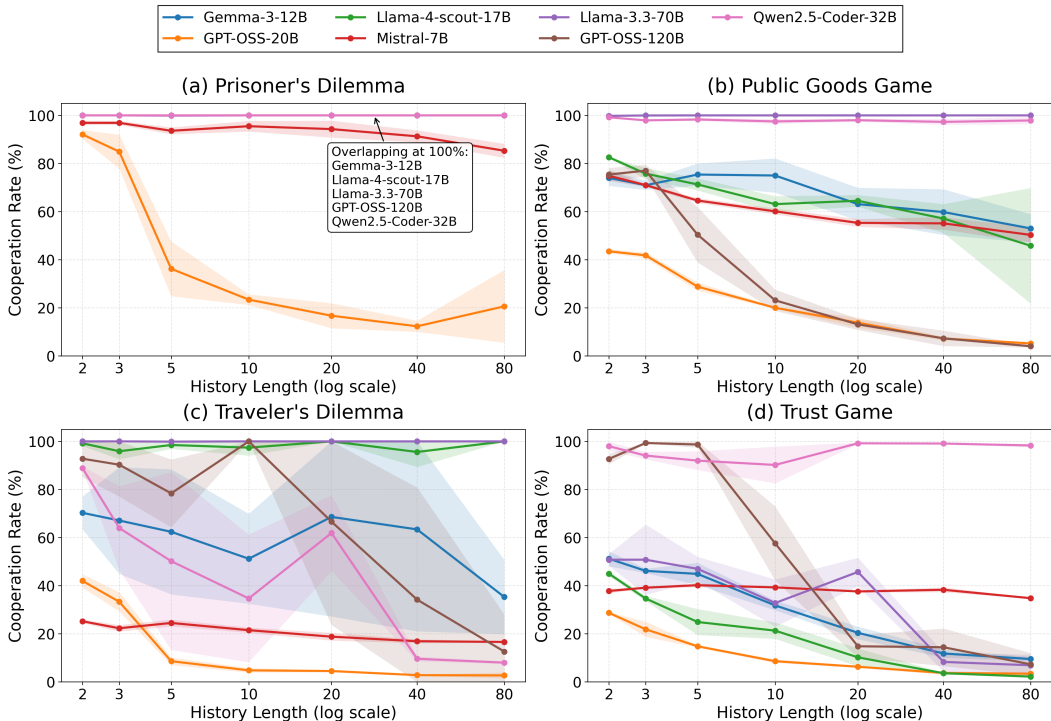 Gemma-3-12B
GPT-OSS-20B
Llama-4-scout-17B
Mistral-7B
Llama-3.3-70B
GPT-OSS-120B
Qwen2.5-Coder-32B
(a) Prisoner's Dilemma
Cooperation Rate (%)
100
80
60
40
20
0
Overlapping at 100%:
Gemma-3-12B
Llama-4-scout-17B
Llama-3.3-70B
GPT-OSS-120B
Qwen2.5-Coder-32B
2 3 5 10 20 40 80
History Length (log scale)
(b) Public Goods Game
Cooperation Rate (%)
100
80
60
40
20
0
2 3 5 10 20 40 80
History Length (log scale)
(c) Traveler's Dilemma
Cooperation Rate (%)
100
80
60
40
20
0
2 3 5 10 20 40 80
History Length (log scale)
(d) Trust Game
Cooperation Rate (%)
100
80
60
40
20
0
2 3 5 10 20 40 80
History Length (log scale)